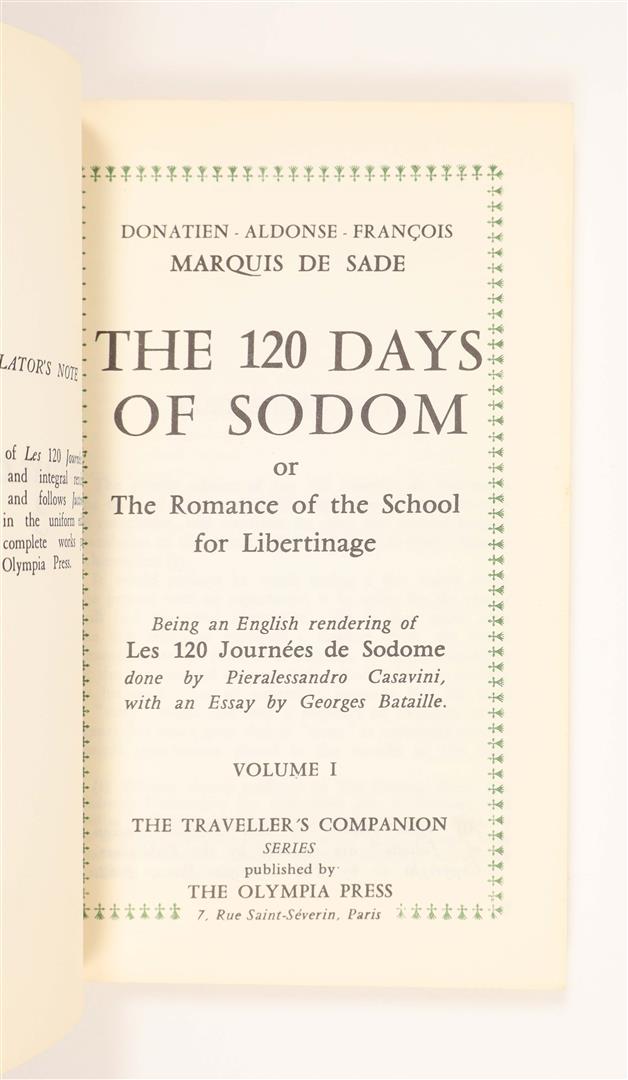 LATOR'S NOTE
of Les 120
and integral
and follows
in the uniform
complete works
Olympia Press.
DONATIEN - ALDONSE - FRANÇOIS
MARQUIS DE SADE
THE 120 DAYS
OF SODOM
or
The Romance of the School
for Libertinage
Being an English rendering of
Les 120 Journées de Sodome
done by Pieralessandro Casavini,
with an Essay by Georges Bataille.
VOLUME I
THE TRAVELLER'S COMPANION
SERIES
published by
THE OLYMPIA PRESS
7, Rue Saint-Séverin, Paris